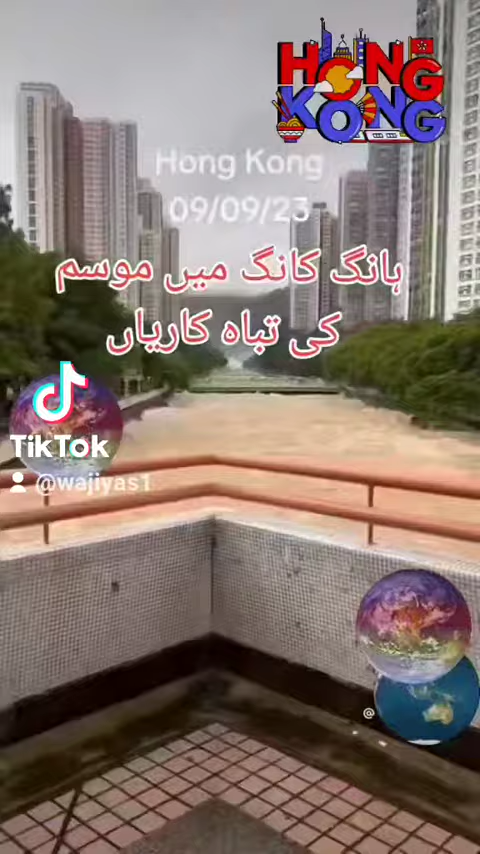 HONG
KONG
Hong Kong
09/09/23
ہانگ کانگ میں موسم
کی تباہ کاریاں
TikTok
@wajiyas1
@